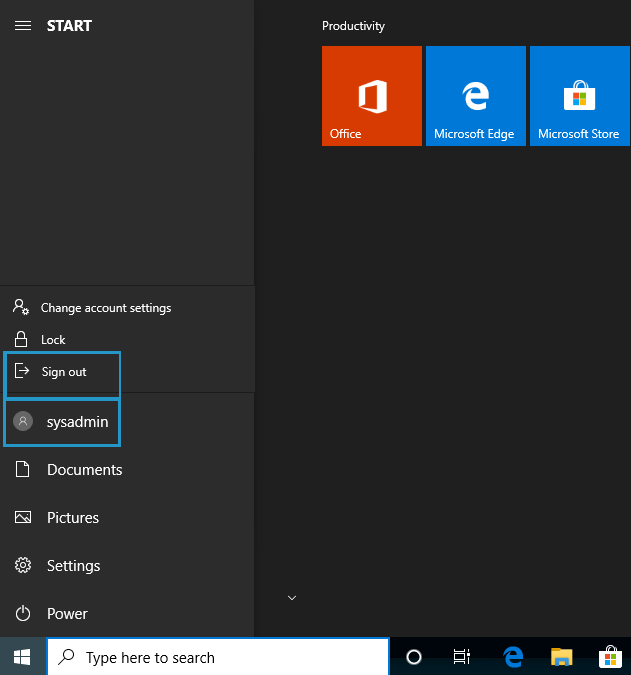 START
Productivity
Office
Microsoft Edge
Microsoft Store
Change account settings
Lock
Sign out
sysadmin
Documents
Pictures
Settings
Power
Type here to search